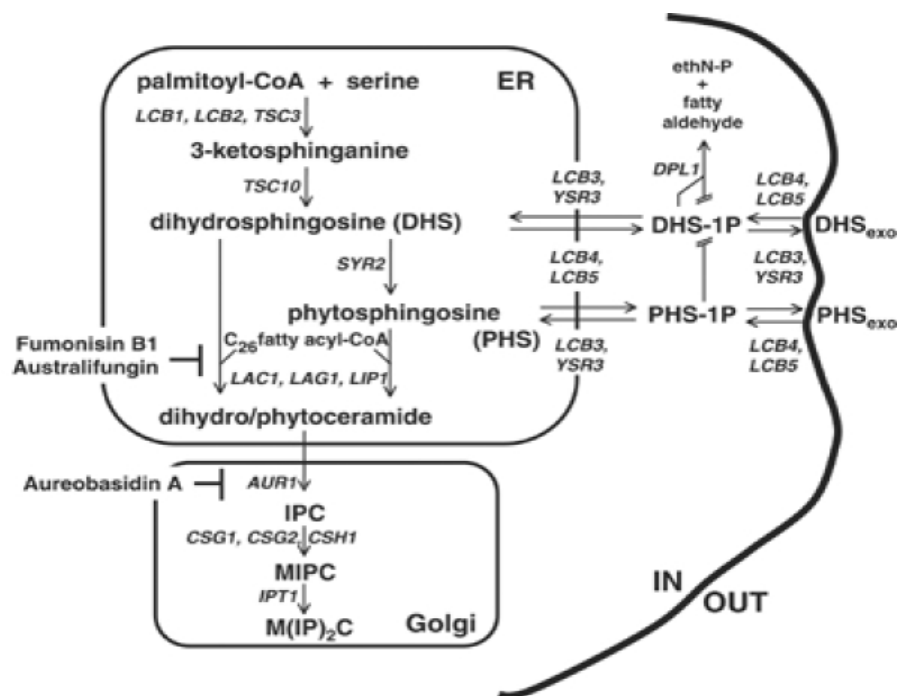 palmitoyl-CoA + serine
ER
LCB1, LCB2, TSC3
3-ketosphinganine
TSC10
dihydrosphingosine (DHS)
SYR2
phytosphingosine
(PHS)
Fumonisin B1
Australifungin
C26fatty acyl-CoA
LAC1, LAG1, LIP1
dihydro/phytoceramide
Aureobasidin A
AUR1
IPC
CSG1, CSG2, CSH1
MIPC
IPT1
M(IP)2C
Golgi
LCB3,
YSR3
LCB4,
LCB5
LCB3,
YSR3
ethN-P
+
fatty
aldehyde
DPL1
DHS-1P
PHS-1P
LCB4,
LCB5
DHSexo
LCB3,
YSR3
PHSexo
LCB4,
LCB5
IN
OUT